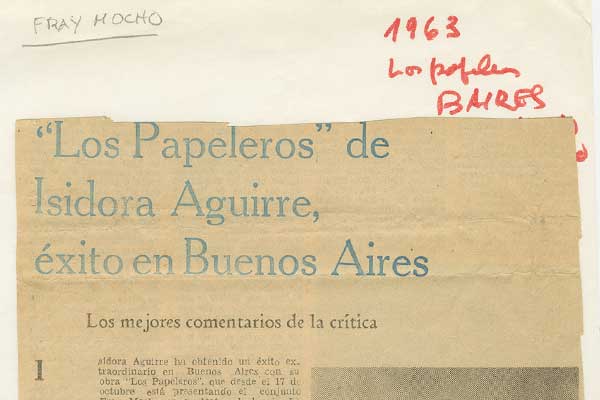 FRAY MOCHO
1963
Los papeleros
BAIRES
"Los Papeleros" de
Isidora Aguirre,
éxito en Buenos Aires
Los mejores comentarios de la crítica
I
sidora Aguirre ha obtenido un éxito ex.
traordinario en Buenos Aires con su
obra "Los Papeleros", que desde el 17 de
octubre está presentando el conjunto